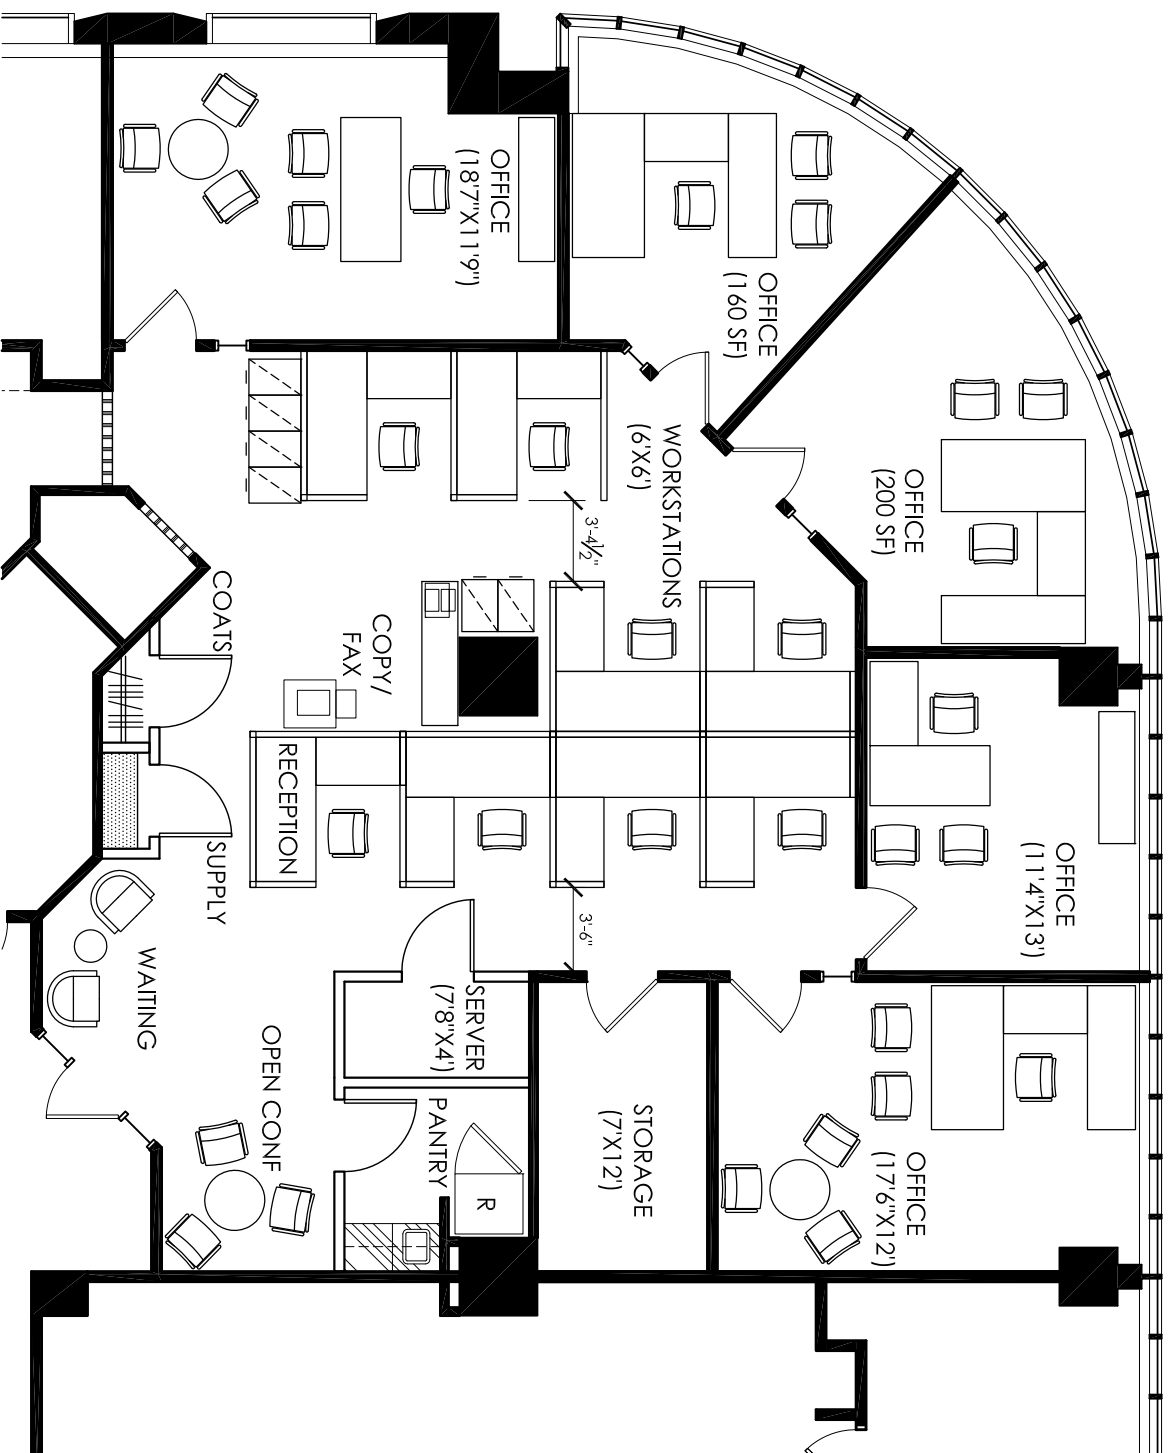 OFFICE
(18'7"X11'9")
OFFICE
(160 SF)
OFFICE
(200 SF)
WORKSTATIONS
(6'X6')
3'-4½"
COATS
COPY/
FAX
RECEPTION
SUPPLY
OFFICE
(11'4"X13')
3'-6"
WAITING
SERVER
(7'8"X4')
OPEN CONF
PANTRY
R
STORAGE
(7'X12')
OFFICE
(17'6"X12')